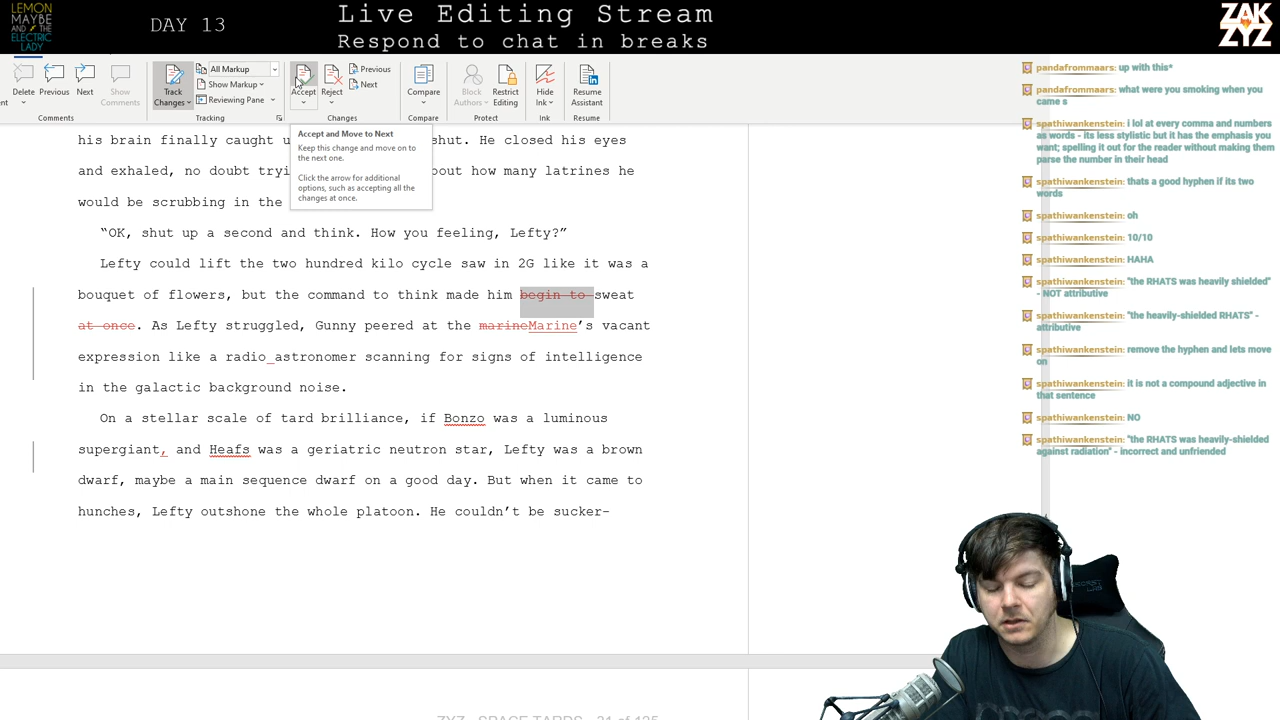 LEMON
MAYBE
AND THE
ELECTRIC
LADY
DAY 13
Live Editing Stream
Respond to chat in breaks
ZAK
ZYZ
Delete
Previous
Next
Show
Comments
Comments
Track
Changes
All Markup
Show Markup
Reviewing Pane
Tracking
Accept
Reject
Previous
Next
Changes
Compare
Compare
Block
Authors
Restrict
Editing
Protect
Hide
Ink
Ink
Resume
Assistant
Resume
Accept and Move to Next
Keep this change and move on to
the next one.
Click the arrow for additional
options, such as accepting all the
changes at once.
his brain finally caught u shut. He closed his eyes
and exhaled, no doubt tryi bout how many latrines he
would be scrubbing in the
“OK, shut up a second and think. How you feeling, Lefty?”
Lefty could lift the two hundred kilo cycle saw in 2G like it was a
bouquet of flowers, but the command to think made him begin to sweat
at once. As Lefty struggled, Gunny peered at the marineMarine’s vacant
expression like a radio_astronomer scanning for signs of intelligence
in the galactic background noise.
On a stellar scale of tard brilliance, if Bonzo was a luminous
supergiant, and Heafs was a geriatric neutron star, Lefty was a brown
dwarf, maybe a main sequence dwarf on a good day. But when it came to
hunches, Lefty outshone the whole platoon. He couldn’t be sucker-
ZYZ - SPACE TARDS - 21 of 125
pandafrommaars: up with this*
pandafrommaars: what were you smoking when you
came s
spathiwankenstein: i lol at every comma and numbers
as words - its less stylistic but it has the emphasis you
want; spelling it out for the reader without making them
parse the number in their head
spathiwankenstein: thats a good hyphen if its two
words
spathiwankenstein: oh
spathiwankenstein: 10/10
spathiwankenstein: HAHA
spathiwankenstein: "the RHATS was heavily shielded"
- NOT attributive
spathiwankenstein: "the heavily-shielded RHATS" -
attributive
spathiwankenstein: remove the hyphen and lets move
on
spathiwankenstein: it is not a compound adjective in
that sentence
spathiwankenstein: NO
spathiwankenstein: "the RHATS was heavily-shielded
against radiation" - incorrect and unfriended